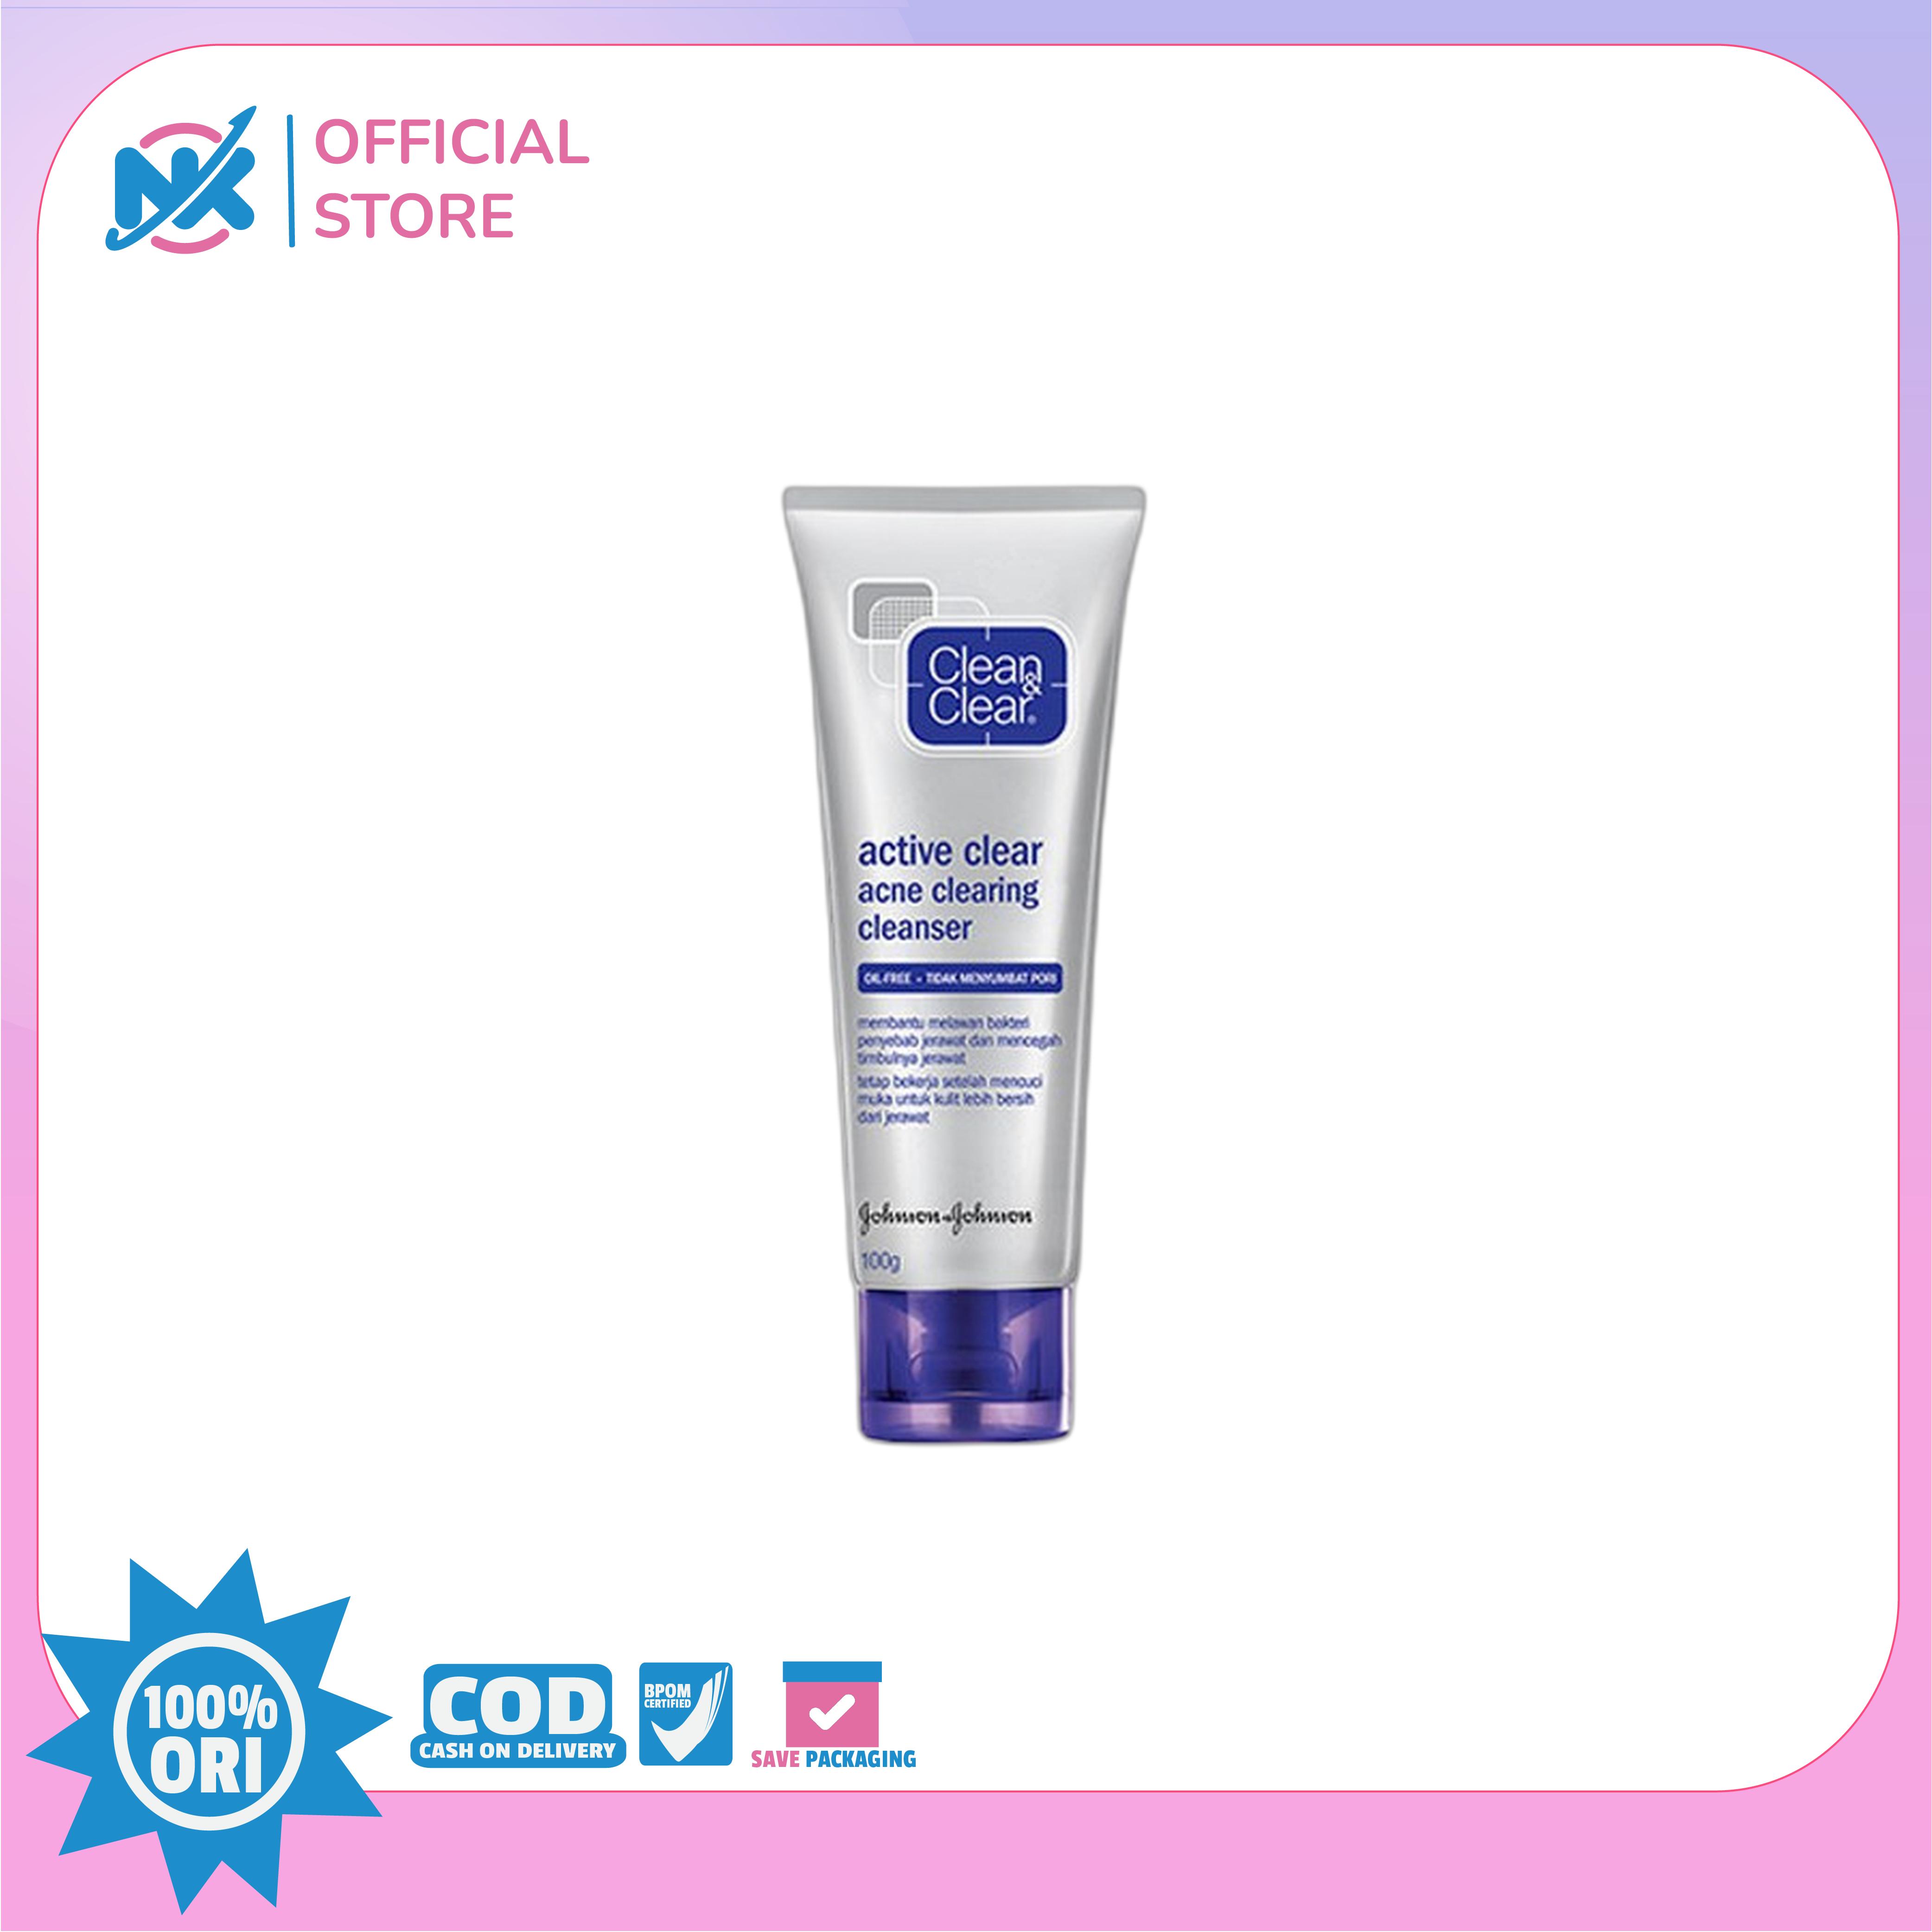 NK
OFFICIAL
STORE
Clean
&
Clear®
active clear
acne clearing
cleanser
OIL-FREE • TIDAK MENYUMBAT PORI
membantu melawan bakteri
penyebab jerawat dan mencegah
timbulnya jerawat
tetap bekerja setelah mencuci
muka untuk kulit lebih bersih
dari jerawat
Johnson & Johnson
100g
100%
ORI
COD
CASH ON DELIVERY
BPOM
CERTIFIED
SAVE PACKAGING